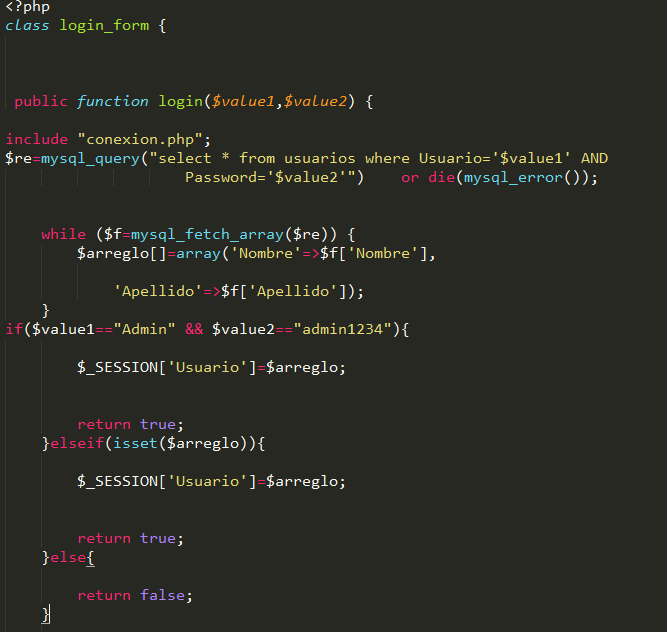 <?php
class login_form {
public function login($value1,$value2) {
include "conexion.php";
$re=mysql_query("select * from usuarios where Usuario='$value1' AND
Password='$value2'") or die(mysql_error());
while ($f=mysql_fetch_array($re)) {
$arreglo[]=array('Nombre'=>$f['Nombre'],
'Apellido'=>$f['Apellido']);
}
if($value1=="Admin" && $value2=="admin1234"){
$_SESSION['Usuario']=$arreglo;
return true;
}elseif(isset($arreglo)){
$_SESSION['Usuario']=$arreglo;
return true;
}else{
return false;
}